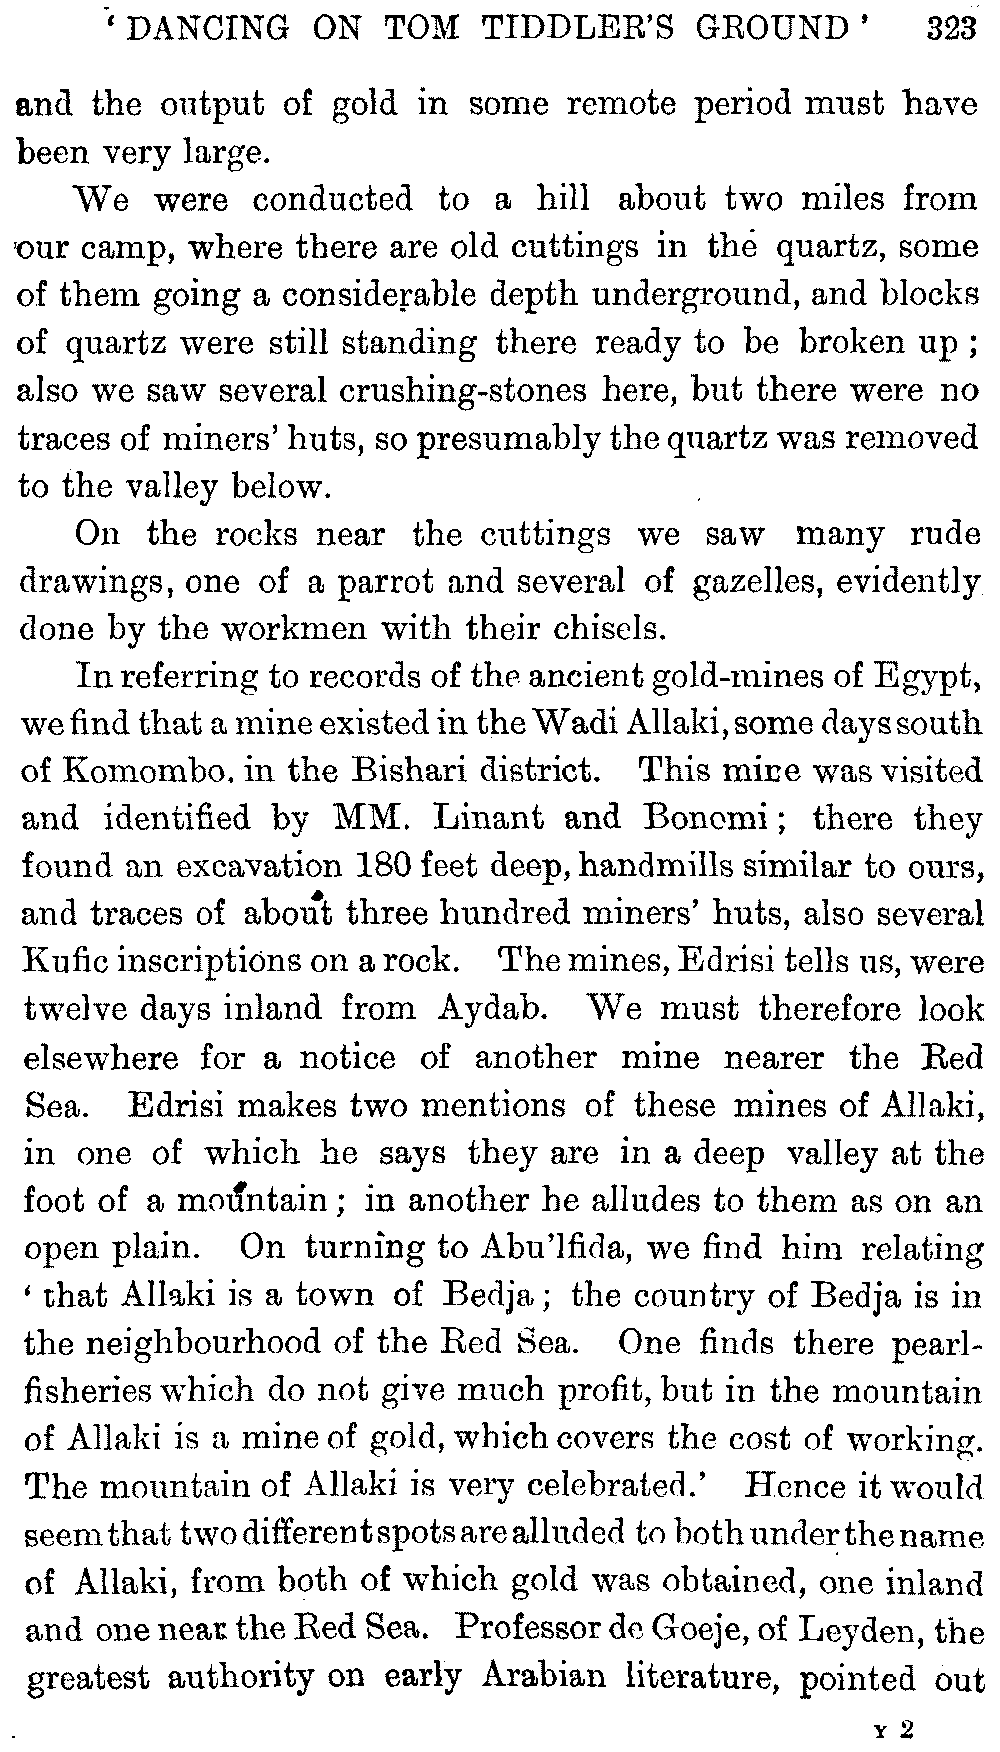 ‘ DANCING ON TOM TIDDLER’S GROUND ’ 323
and the output of gold in some remote period must have
been very large.
We were conducted to a hill about two miles from
our camp, where there are old cuttings in the quartz, some
of them going a considerable depth underground, and blocks
of quartz were still standing there ready to be broken up ;
also we saw several crushing-stones here, but there were no
traces of miners’ huts, so presumably the quartz was removed
to the valley below.
On the rocks near the cuttings we saw many rude
drawings, one of a parrot and several of gazelles, evidently
done by the workmen with their chisels.
In referring to records of the ancient gold-mines of Egypt,
we find that a mine existed in the Wadi Allaki, some days south
of Komombo, in the Bishari district. This mine was visited
and identified by MM. Linant and Bonomi ; there they
found an excavation 180 feet deep, handmills similar to ours,
and traces of about three hundred miners’ huts, also several
Kufic inscriptions on a rock. The mines, Edrisi tells us, were
twelve days inland from Aydab. We must therefore look
elsewhere for a notice of another mine nearer the Red
Sea. Edrisi makes two mentions of these mines of Allaki,
in one of which he says they are in a deep valley at the
foot of a mountain ; in another he alludes to them as on an
open plain. On turning to Abu’lfida, we find him relating
‘ that Allaki is a town of Bedja ; the country of Bedja is in
the neighbourhood of the Red Sea. One finds there pearl-
fisheries which do not give much profit, but in the mountain
of Allaki is a mine of gold, which covers the cost of working.
The mountain of Allaki is very celebrated.’ Hence it would
seem that two different spots are alluded to both under the name
of Allaki, from both of which gold was obtained, one inland
and one near the Red Sea. Professor de Goeje, of Leyden, the
greatest authority on early Arabian literature, pointed out
Y 2